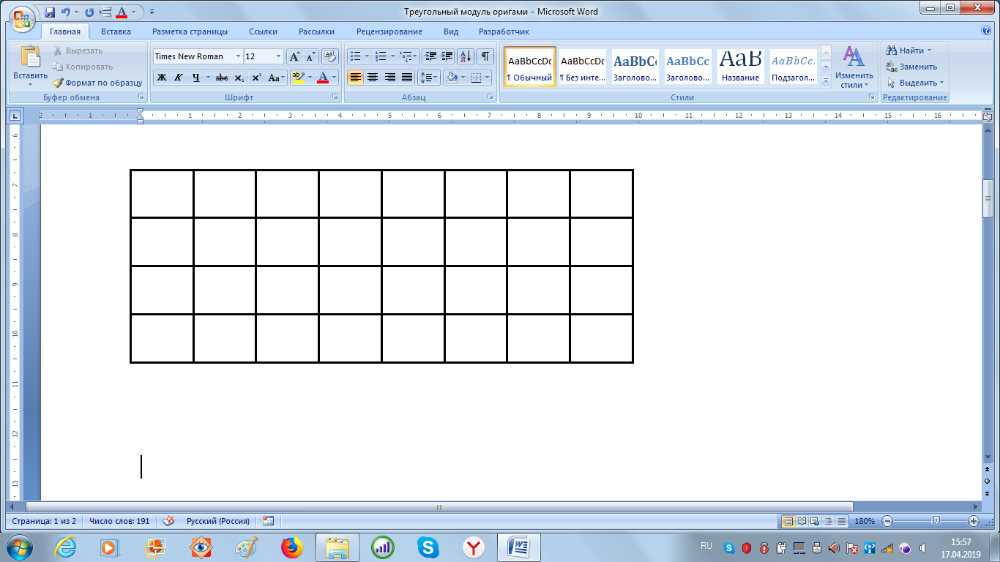 Треугольный модуль оригами - Microsoft Word
Главная Вставка Разметка страницы Ссылки Рассылки Рецензирование Вид Разработчик
Вставить
Вырезать
Копировать
Формат по образцу
Буфер обмена
Times New Roman 12
Ж К Ч abc x₂ x² Aa
Шрифт
Абзац
AaBbCcDc AaBbCcDc AaBbC AaBbCc АаВ AaBbCc.
¶ Обычный ¶ Без инте... Заголово... Заголово... Название Подзагол...
Стили
Изменить стили
Найти
Заменить
Выделить
Редактирование
2 1 1 2 3 4 5 6 7 8 9 10 11 12 13 14 15 16
6
7
8
9
10
11
12
13
Страница: 1 из 2 Число слов: 191 Русский (Россия) 180%
RU 15:57
17.04.2019